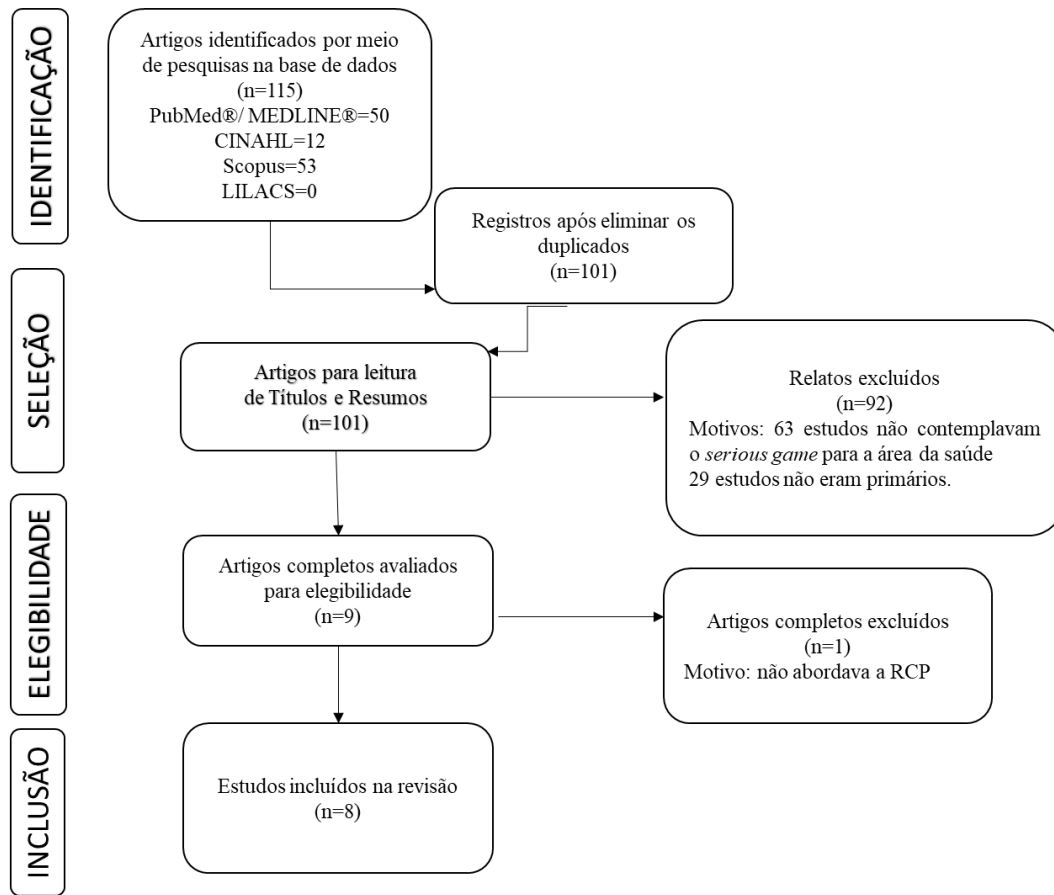 IDENTIFICAÇÃO
Artigos identificados por meio
de pesquisas na base de dados
(n=115)
PubMed®/ MEDLINE®=50
CINAHL=12
Scopus=53
LILACS=0
Registros após eliminar os
duplicados
(n=101)
SELEÇÃO
Artigos para leitura
de Títulos e Resumos
(n=101)
Relatos excluídos
(n=92)
Motivos: 63 estudos não contemplavam
o serious game para a área da saúde
29 estudos não eram primários.
ELEGIBILIDADE
Artigos completos avaliados
para elegibilidade
(n=9)
Artigos completos excluídos
(n=1)
Motivo: não abordava a RCP
INCLUSÃO
Estudos incluídos na revisão
(n=8)